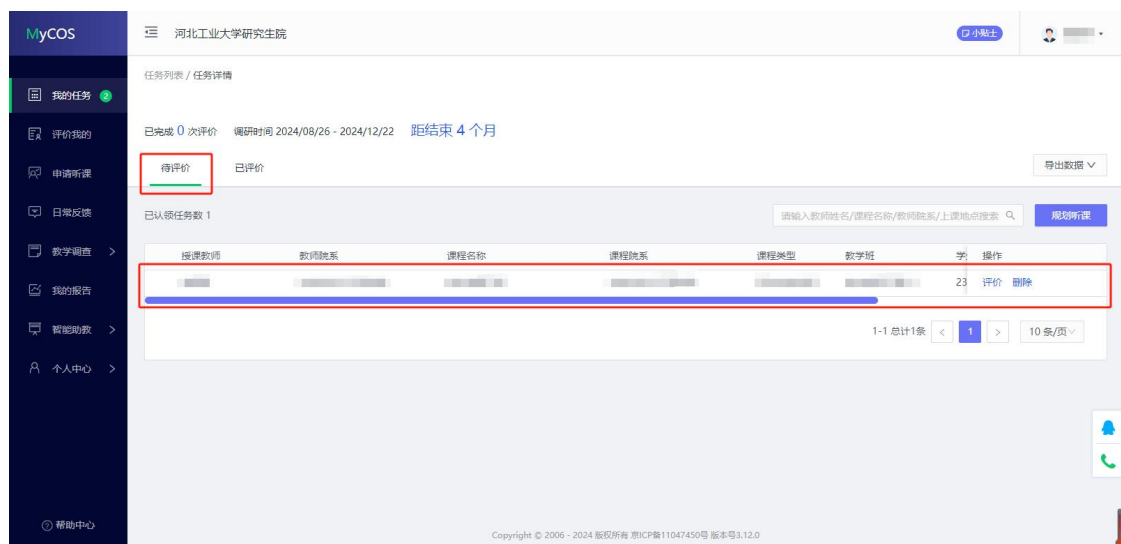 MyCOS
河北工业大学研究生院
小贴士
任务列表 / 任务详情
我的任务 2
评价我的
申请听课
日常反馈
教学调查
我的报告
智能助教
个人中心
帮助中心
已完成 0 次评价 调研时间 2024/08/26 - 2024/12/22 距结束 4 个月
待评价 已评价 导出数据
已认领任务数 1 请输入教师姓名/课程名称/教师院系/上课地点搜索 规划听课
授课教师 教师院系 课程名称 课程院系 课程类型 教学班 学 操作
23 评价 删除
1-1 总计1条 < 1 > 10 条/页
Copyright © 2006 - 2024 版权所有 京ICP备11047450号 版本号3.12.0